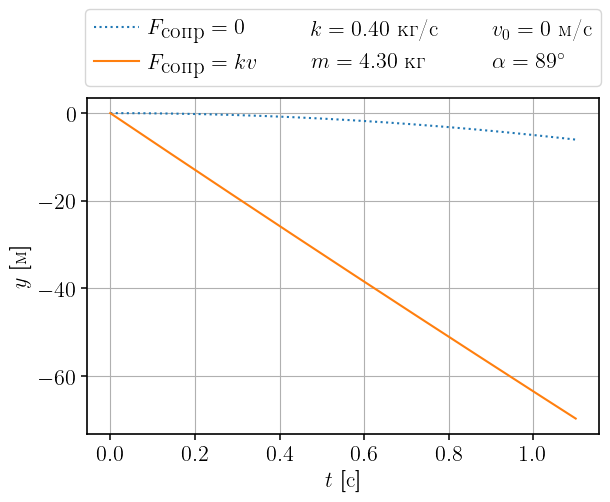 F_сопр = 0 k = 0.40 кг/с v_0 = 0 м/с
F_сопр = kv m = 4.30 кг α = 89°
0
−20
−40
−60
y [м]
0.0 0.2 0.4 0.6 0.8 1.0
t [с]